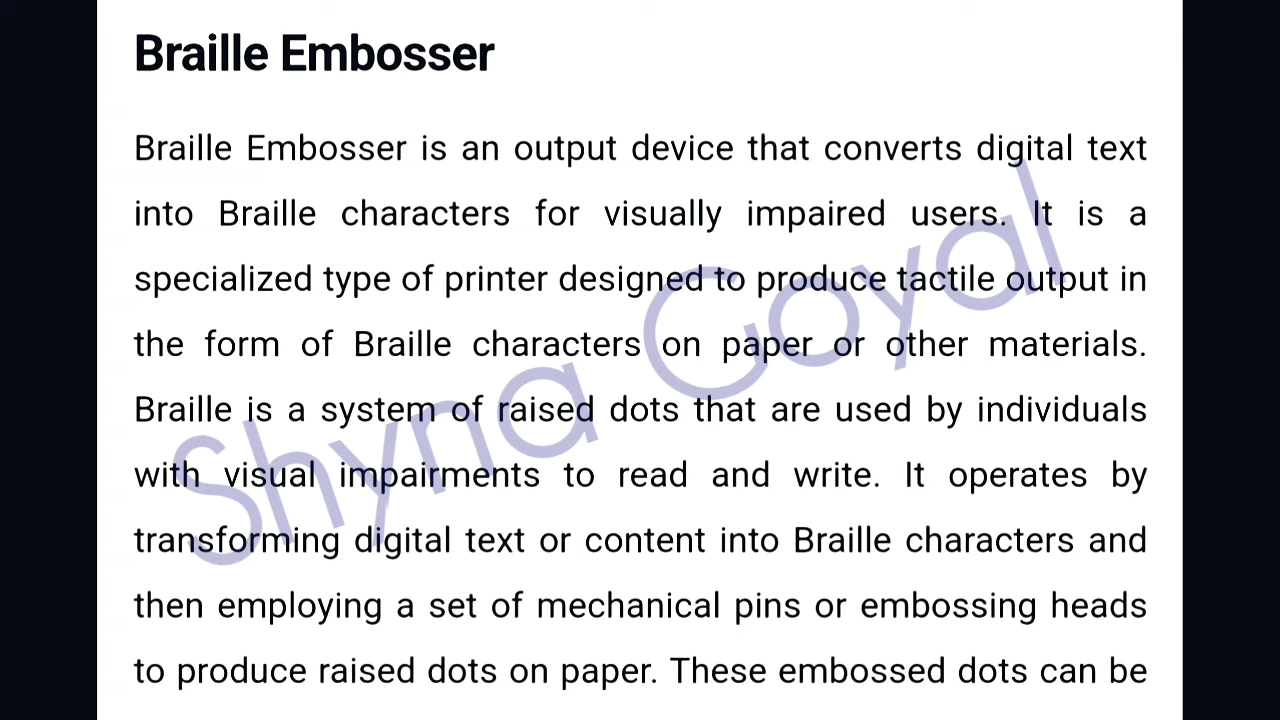 Braille Embosser
Braille Embosser is an output device that converts digital text
into Braille characters for visually impaired users. It is a
specialized type of printer designed to produce tactile output in
the form of Braille characters on paper or other materials.
Braille is a system of raised dots that are used by individuals
with visual impairments to read and write. It operates by
transforming digital text or content into Braille characters and
then employing a set of mechanical pins or embossing heads
to produce raised dots on paper. These embossed dots can be
Shyna Goyal